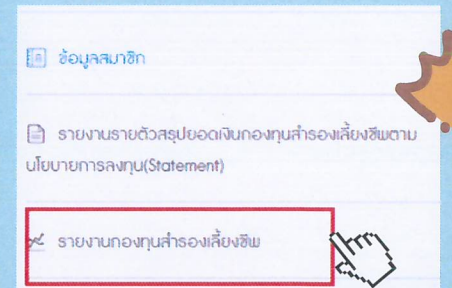 ข้อมูลสมาชิก
รายงานรายตัวสรุปยอดเงินกองทุนสำรองเลี้ยงชีพตาม
นโยบายการลงทุน(Statement)
รายงานกองทุนสำรองเลี้ยงชีพ